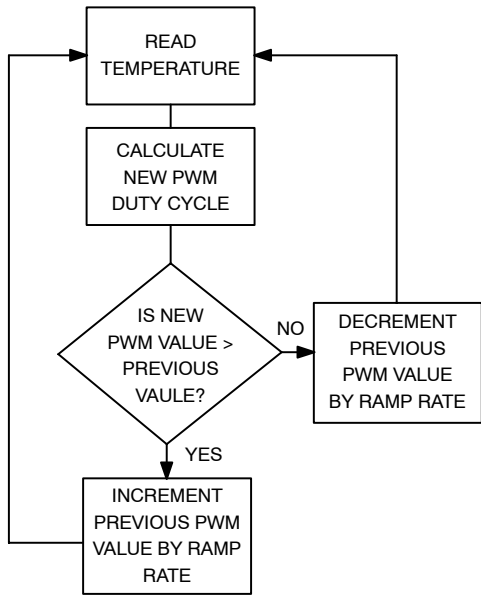 READ
TEMPERATURE
CALCULATE
NEW PWM
DUTY CYCLE
IS NEW
PWM VALUE >
PREVIOUS
VAULE?
NO
DECREMENT
PREVIOUS
PWM VALUE
BY RAMP RATE
YES
INCREMENT
PREVIOUS PWM
VALUE BY RAMP
RATE